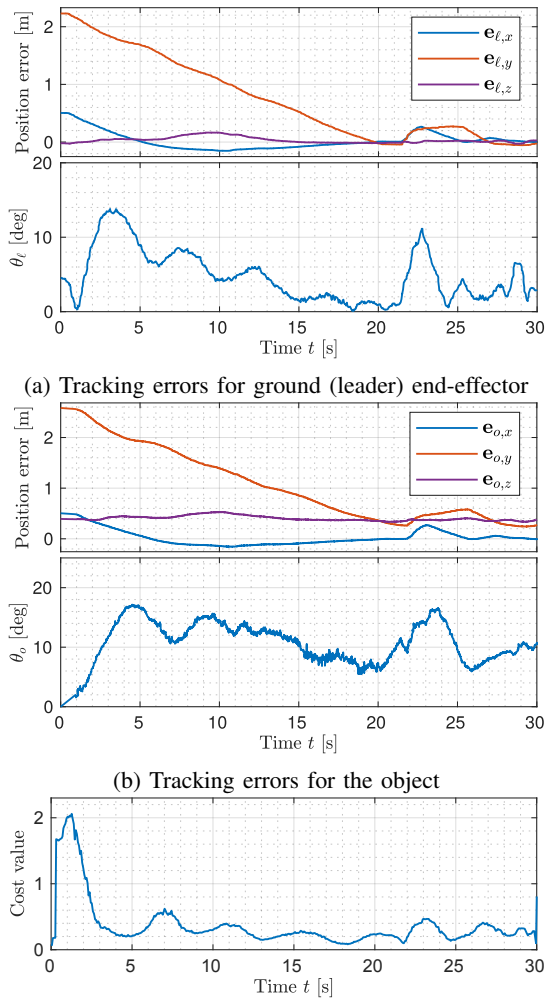 Position error [m]
2
1
0
e_{ℓ,x}
e_{ℓ,y}
e_{ℓ,z}
θ_ℓ [deg]
20
10
0
0 5 10 15 20 25 30
Time t [s]
(a) Tracking errors for ground (leader) end-effector
Position error [m]
2
1
0
e_{o,x}
e_{o,y}
e_{o,z}
θ_o [deg]
20
10
0
0 5 10 15 20 25 30
Time t [s]
(b) Tracking errors for the object
Cost value
2
1
0
0 5 10 15 20 25 30
Time t [s]